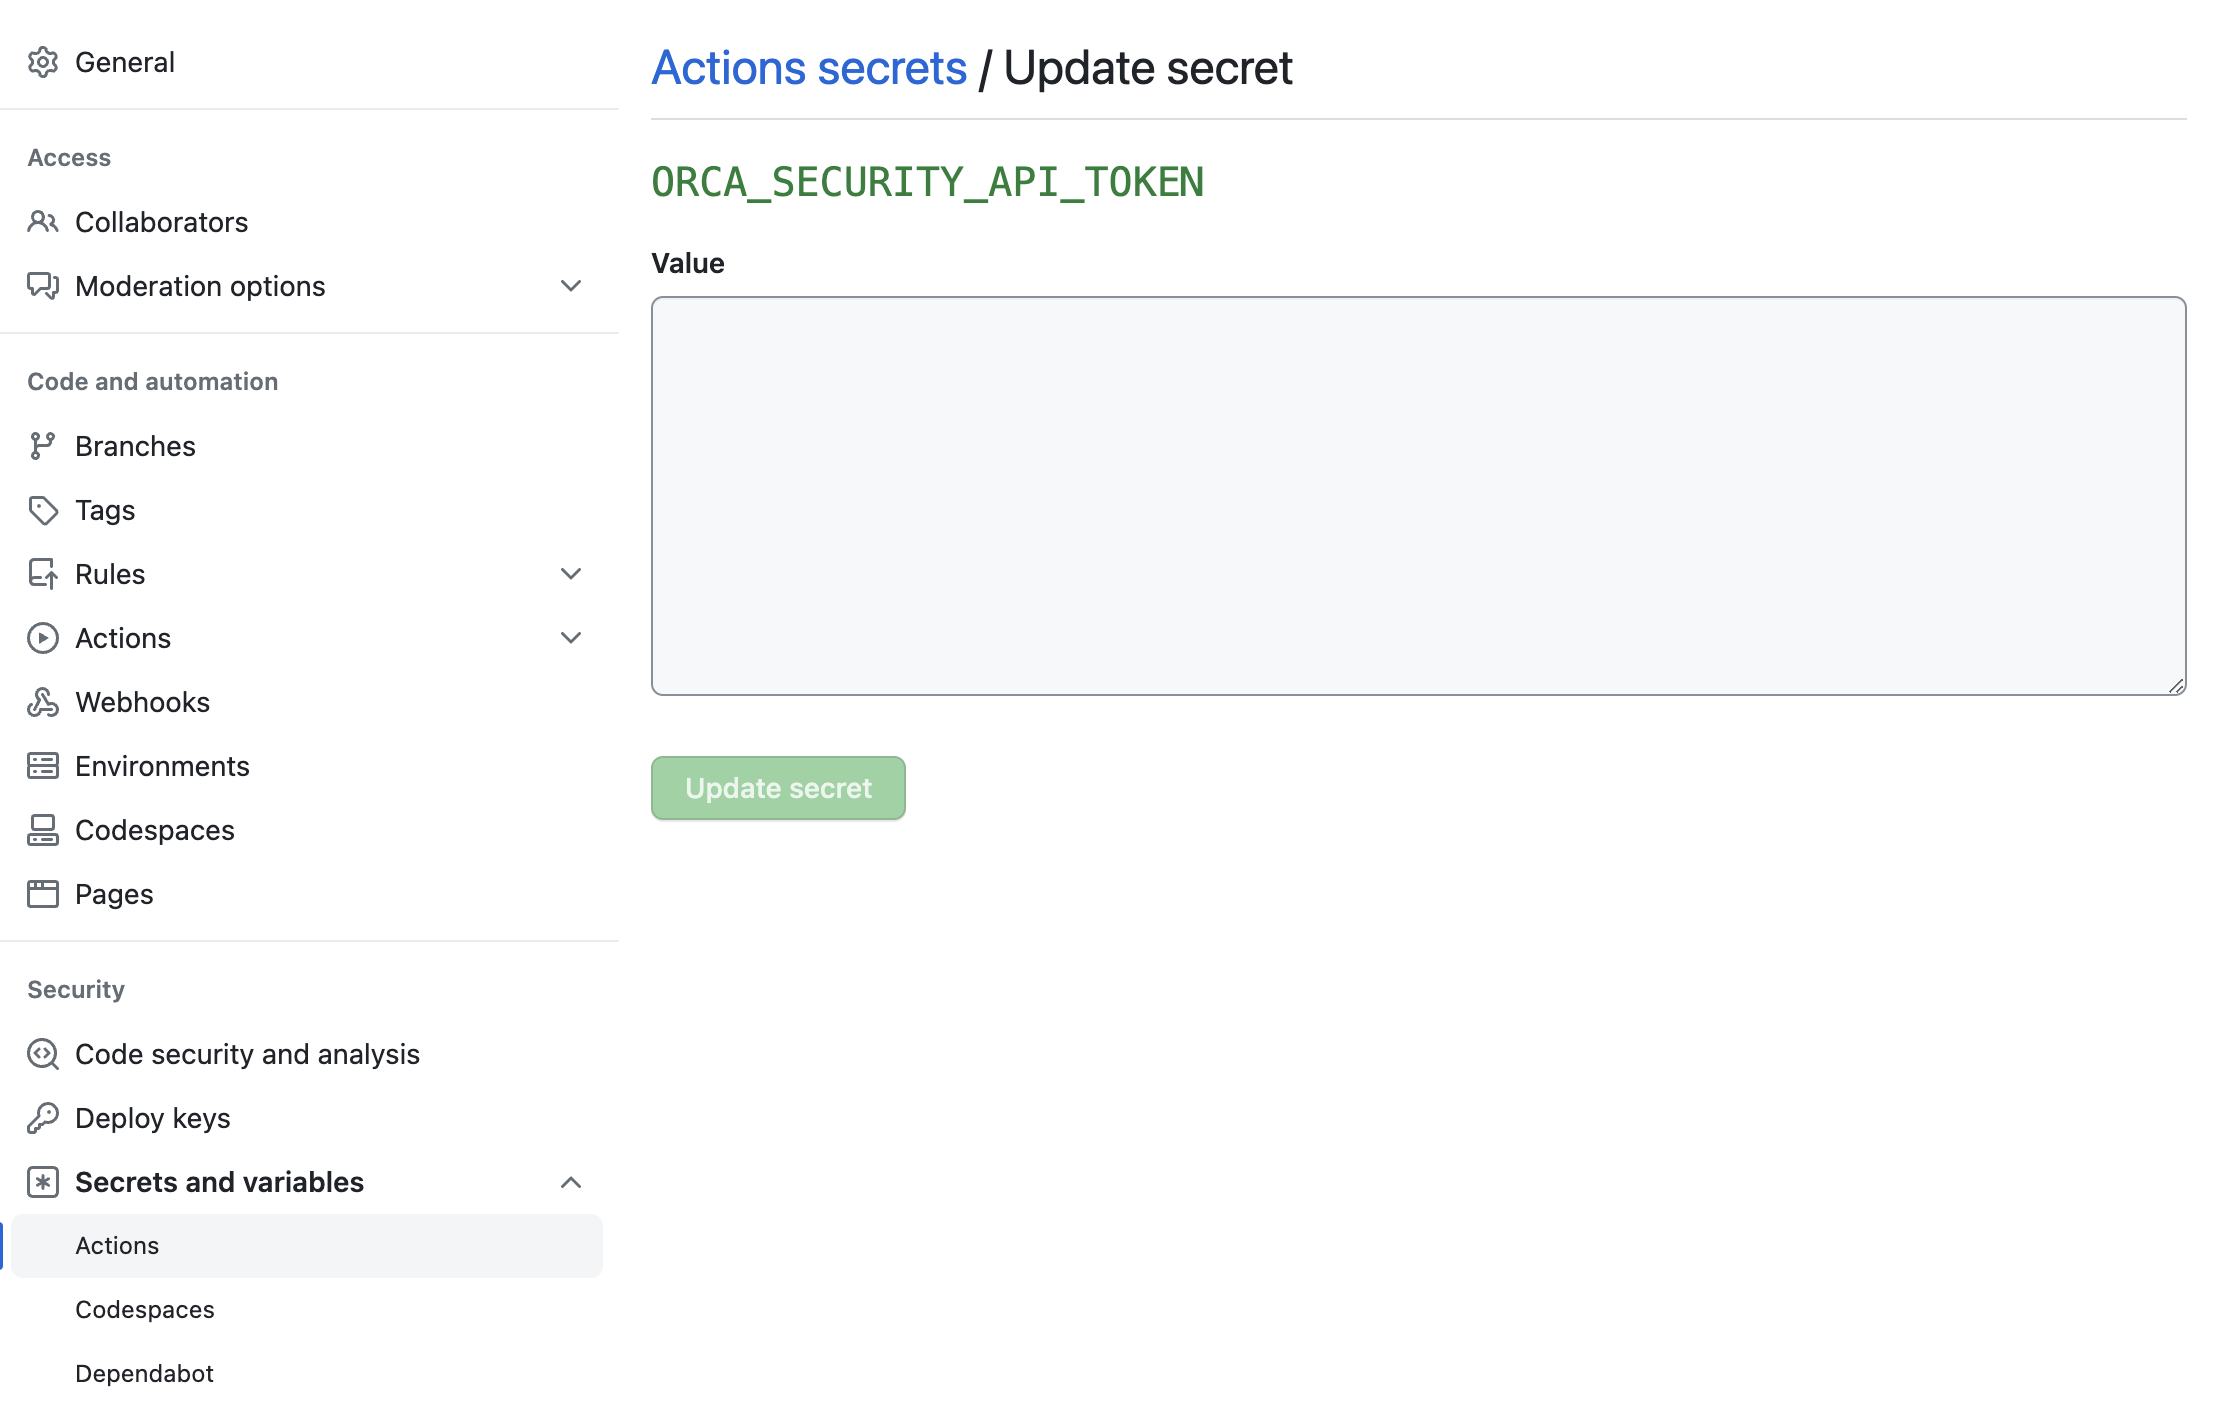 General
Access
Collaborators
Moderation options
Code and automation
Branches
Tags
Rules
Actions
Webhooks
Environments
Codespaces
Pages
Security
Code security and analysis
Deploy keys
Secrets and variables
Actions
Codespaces
Dependabot
Actions secrets / Update secret
ORCA_SECURITY_API_TOKEN
Value
Update secret